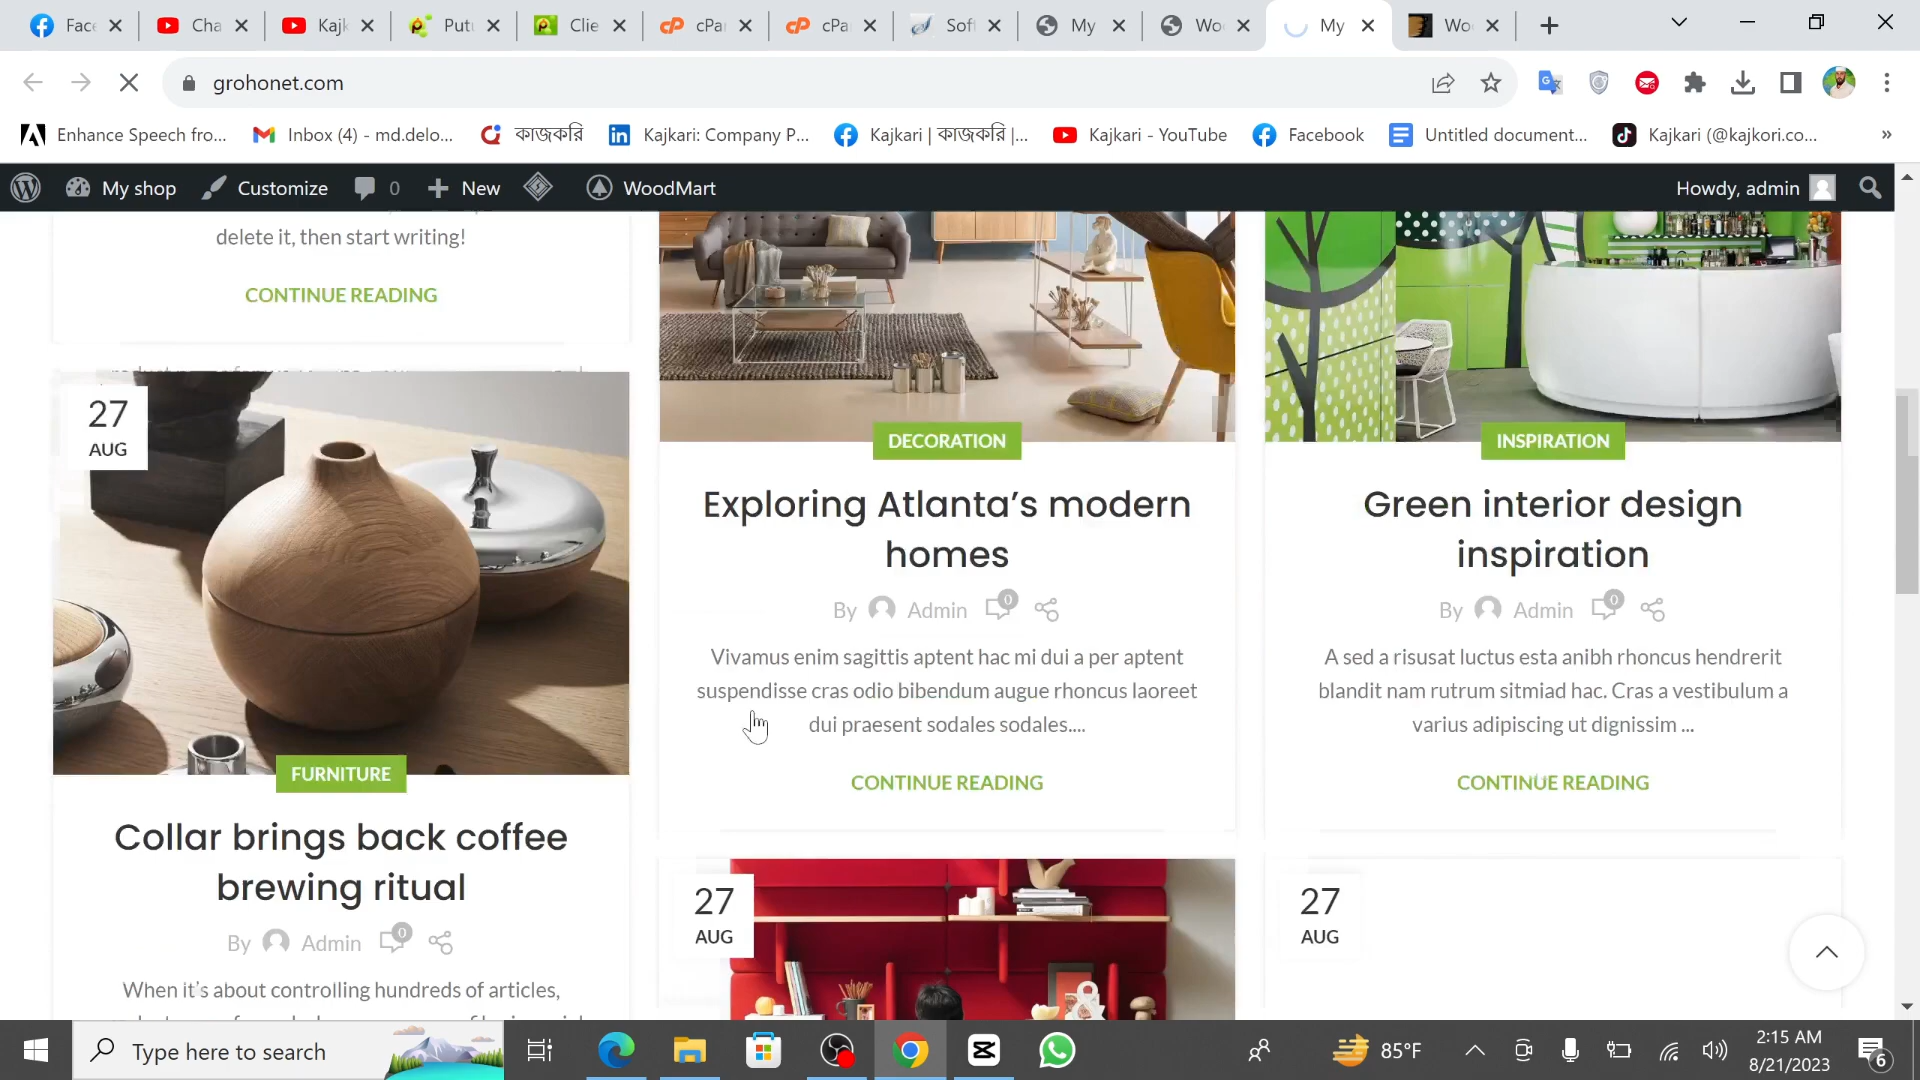 Face
Cha
Kajk
Putu
Clie
cPan
cPan
Soft
My
Woo
My
Wo
grohonet.com
Enhance Speech fro...
Inbox (4) - md.delo...
কাজকরি
Kajkari: Company P...
Kajkari | কাজকরি |...
Kajkari - YouTube
Facebook
Untitled document...
Kajkari (@kajkori.co...
»
My shop
Customize
0
New
WoodMart
Howdy, admin
delete it, then start writing!
CONTINUE READING
27
AUG
FURNITURE
Collar brings back coffee
brewing ritual
By Admin 0
When it's about controlling hundreds of articles,
DECORATION
Exploring Atlanta's modern
homes
By Admin 0
Vivamus enim sagittis aptent hac mi dui a per aptent
suspendisse cras odio bibendum augue rhoncus laoreet
dui praesent sodales sodales....
CONTINUE READING
27
AUG
INSPIRATION
Green interior design
inspiration
By Admin 0
A sed a risusat luctus esta anibh rhoncus hendrerit
blandit nam rutrum sitmiad hac. Cras a vestibulum a
varius adipiscing ut dignissim ...
CONTINUE READING
27
AUG
Type here to search
85°F
2:15 AM
8/21/2023
6